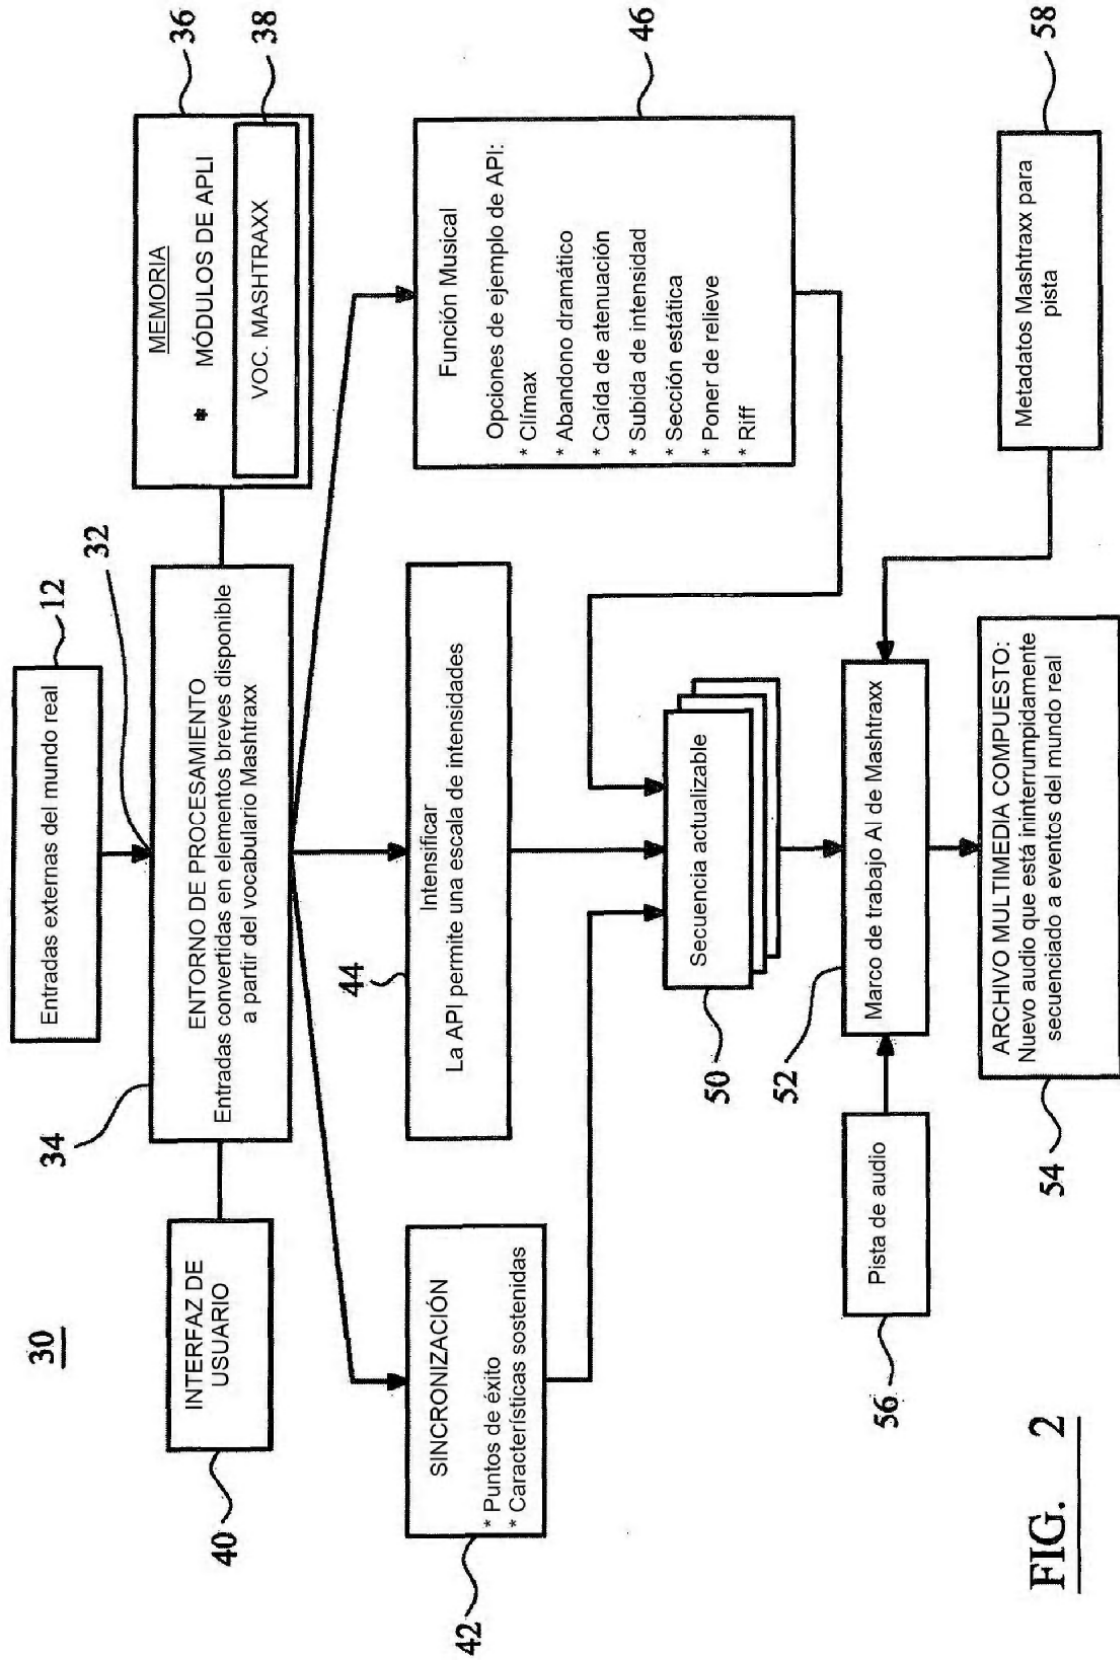 30
Entradas externas del mundo real
12
32
34
ENTORNO DE PROCESAMIENTO
Entradas convertidas en elementos breves disponible
a partir del vocabulario Mashtraxx
INTERFAZ DE
USUARIO
40
MEMORIA
* MÓDULOS DE APLI
VOC. MASHTRAXX
36
38
SINCRONIZACIÓN
* Puntos de éxito
* Características sostenidas
42
Intensificar
La API permite una escala de intensidades
44
Función Musical
Opciones de ejemplo de API:
* Clímax
* Abandono dramático
* Caída de atenuación
* Subida de intensidad
* Sección estática
* Poner de relieve
* Riff
46
Secuencia actualizable
50
Pista de audio
56
Marco de trabajo AI de Mashtraxx
52
Metadatos Mashtraxx para
pista
58
ARCHIVO MULTIMEDIA COMPUESTO:
Nuevo audio que está ininterrumpidamente
secuenciado a eventos del mundo real
54
FIG. 2